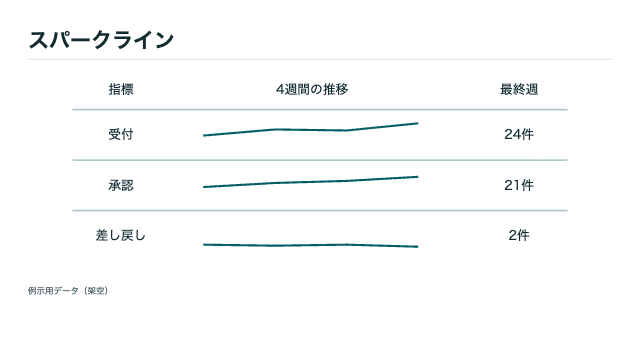 スパークライン
指標 4週間の推移 最終週
受付 24件
承認 21件
差し戻し 2件
例示用データ（架空）